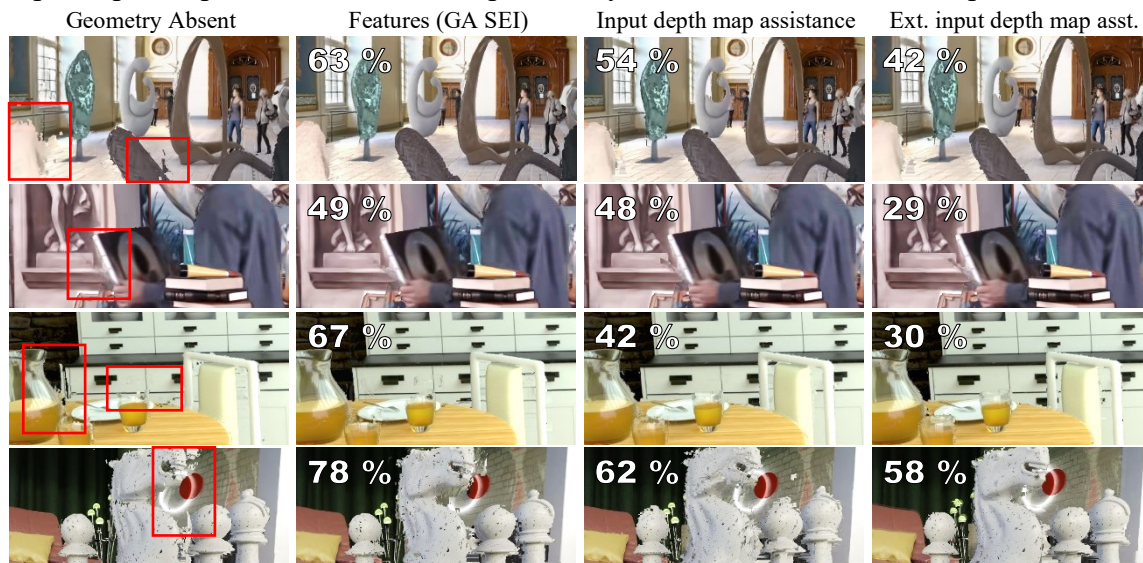 Geometry Absent Features (GA SEI) Input depth map assistance Ext. input depth map asst.
63 % 54 % 42 %
49 % 48 % 29 %
67 % 42 % 30 %
78 % 62 % 58 %